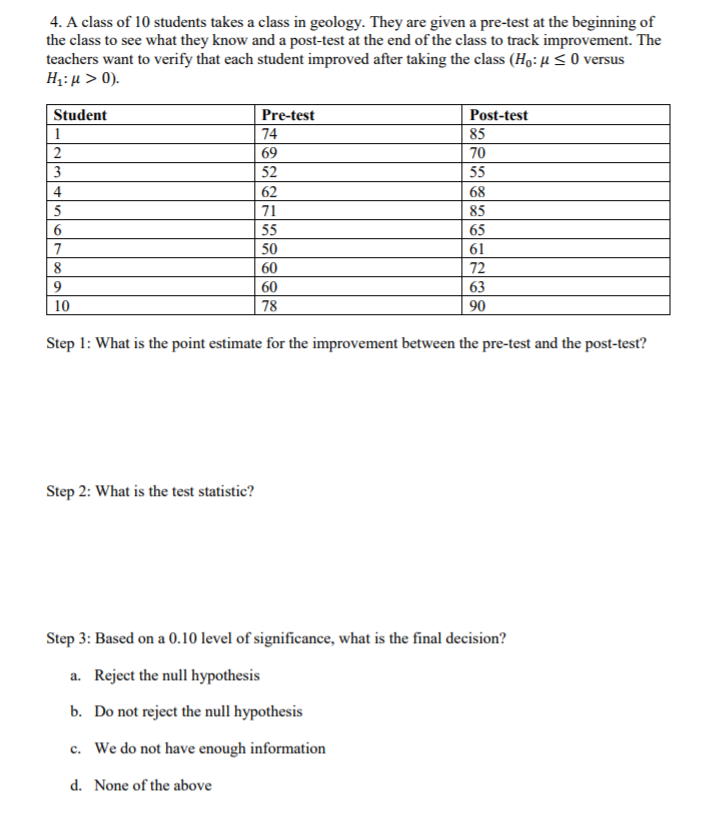 4. A class of 10 students takes a class in geology. They are given a pre-test at the beginning of
the class to see what they know and a post-test at the end of the class to track improvement. The
teachers want to verify that each student improved after taking the class (H₀: μ ≤ 0 versus
H₁: μ > 0).
Student Pre-test Post-test
1 74 85
2 69 70
3 52 55
4 62 68
5 71 85
6 55 65
7 50 61
8 60 72
9 60 63
10 78 90
Step 1: What is the point estimate for the improvement between the pre-test and the post-test?
Step 2: What is the test statistic?
Step 3: Based on a 0.10 level of significance, what is the final decision?
a. Reject the null hypothesis
b. Do not reject the null hypothesis
c. We do not have enough information
d. None of the above